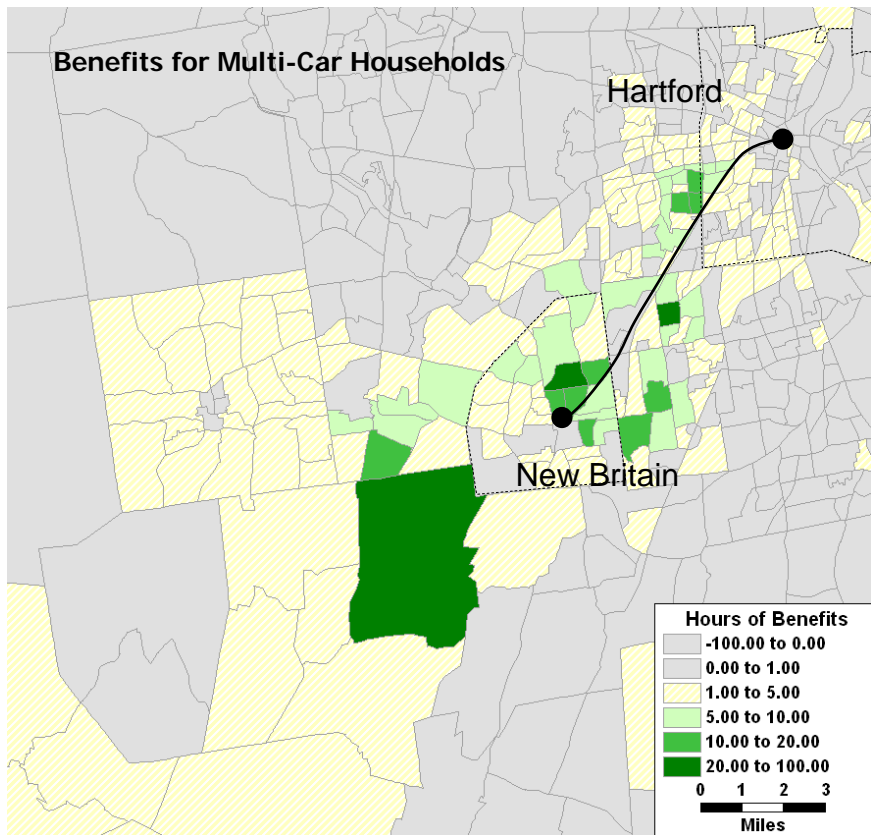 Benefits for Multi-Car Households
Hartford
New Britain
Hours of Benefits
-100.00 to 0.00
0.00 to 1.00
1.00 to 5.00
5.00 to 10.00
10.00 to 20.00
20.00 to 100.00
0 1 2 3
Miles